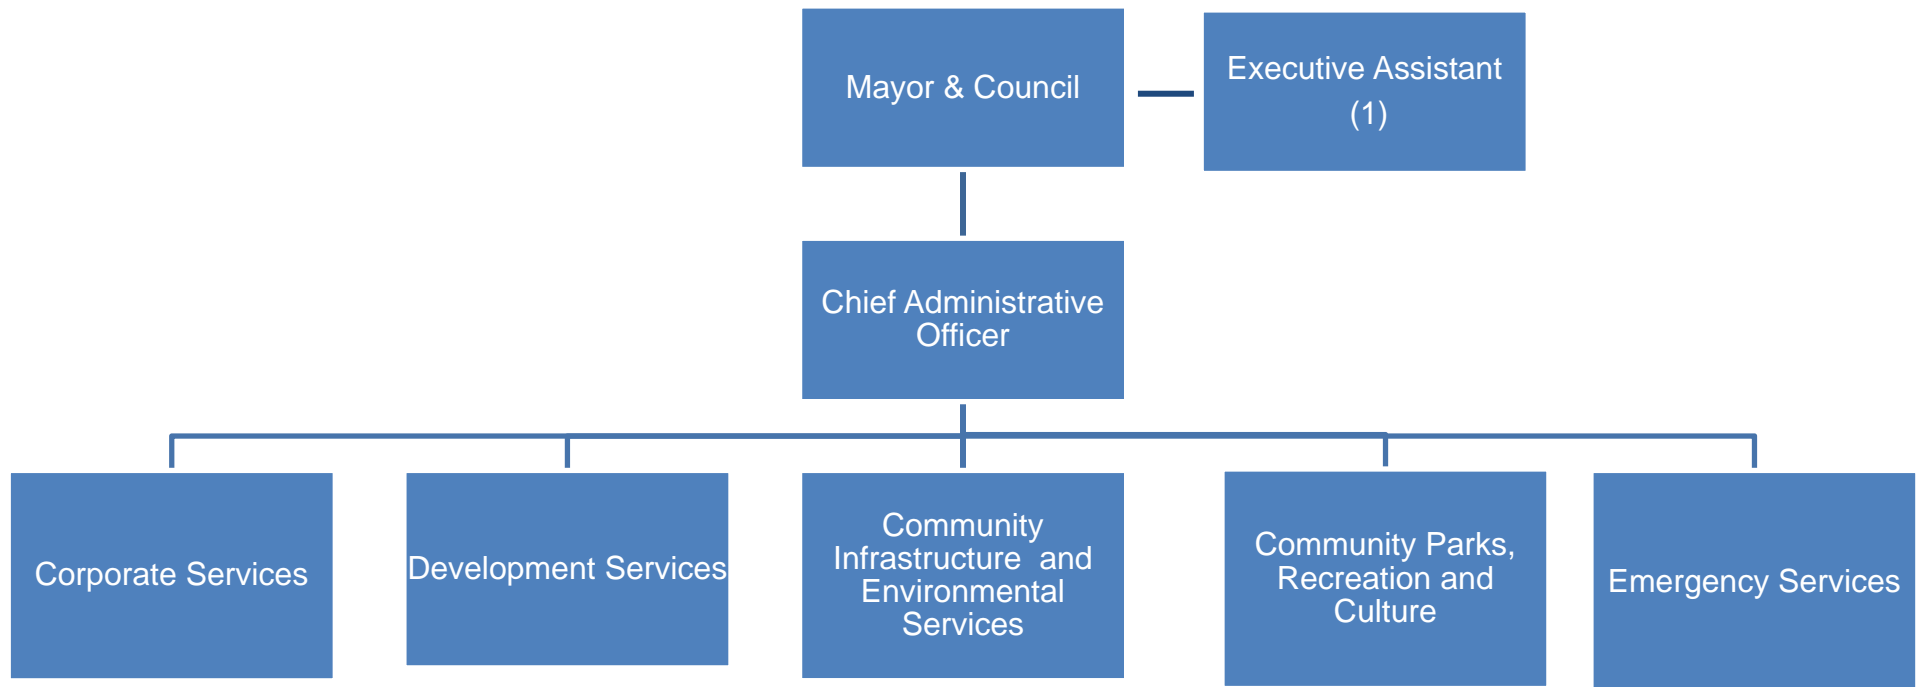 Mayor & Council
Executive Assistant
(1)
Chief Administrative
Officer
Corporate Services
Development Services
Community
Infrastructure  and
Environmental
Services
Community Parks,
Recreation and
Culture
Emergency Services